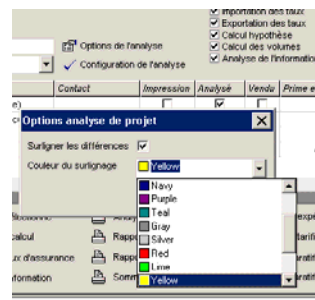 Importation des taux
Exportation des taux
Calcul hypothèse
Options de l'analyse
Calcul des volumes
Configuration de l'analyse
Analyse de l'information
Contact Impression Analysé Vendu Prime e
Options analyse de projet
Surligner les différences
Couleur du surlignage Yellow
Navy
Purple
Teal
Gray
Silver
Red
Lime
Yellow
calcul Rapp
x d'assurance Rapp
formation Somm